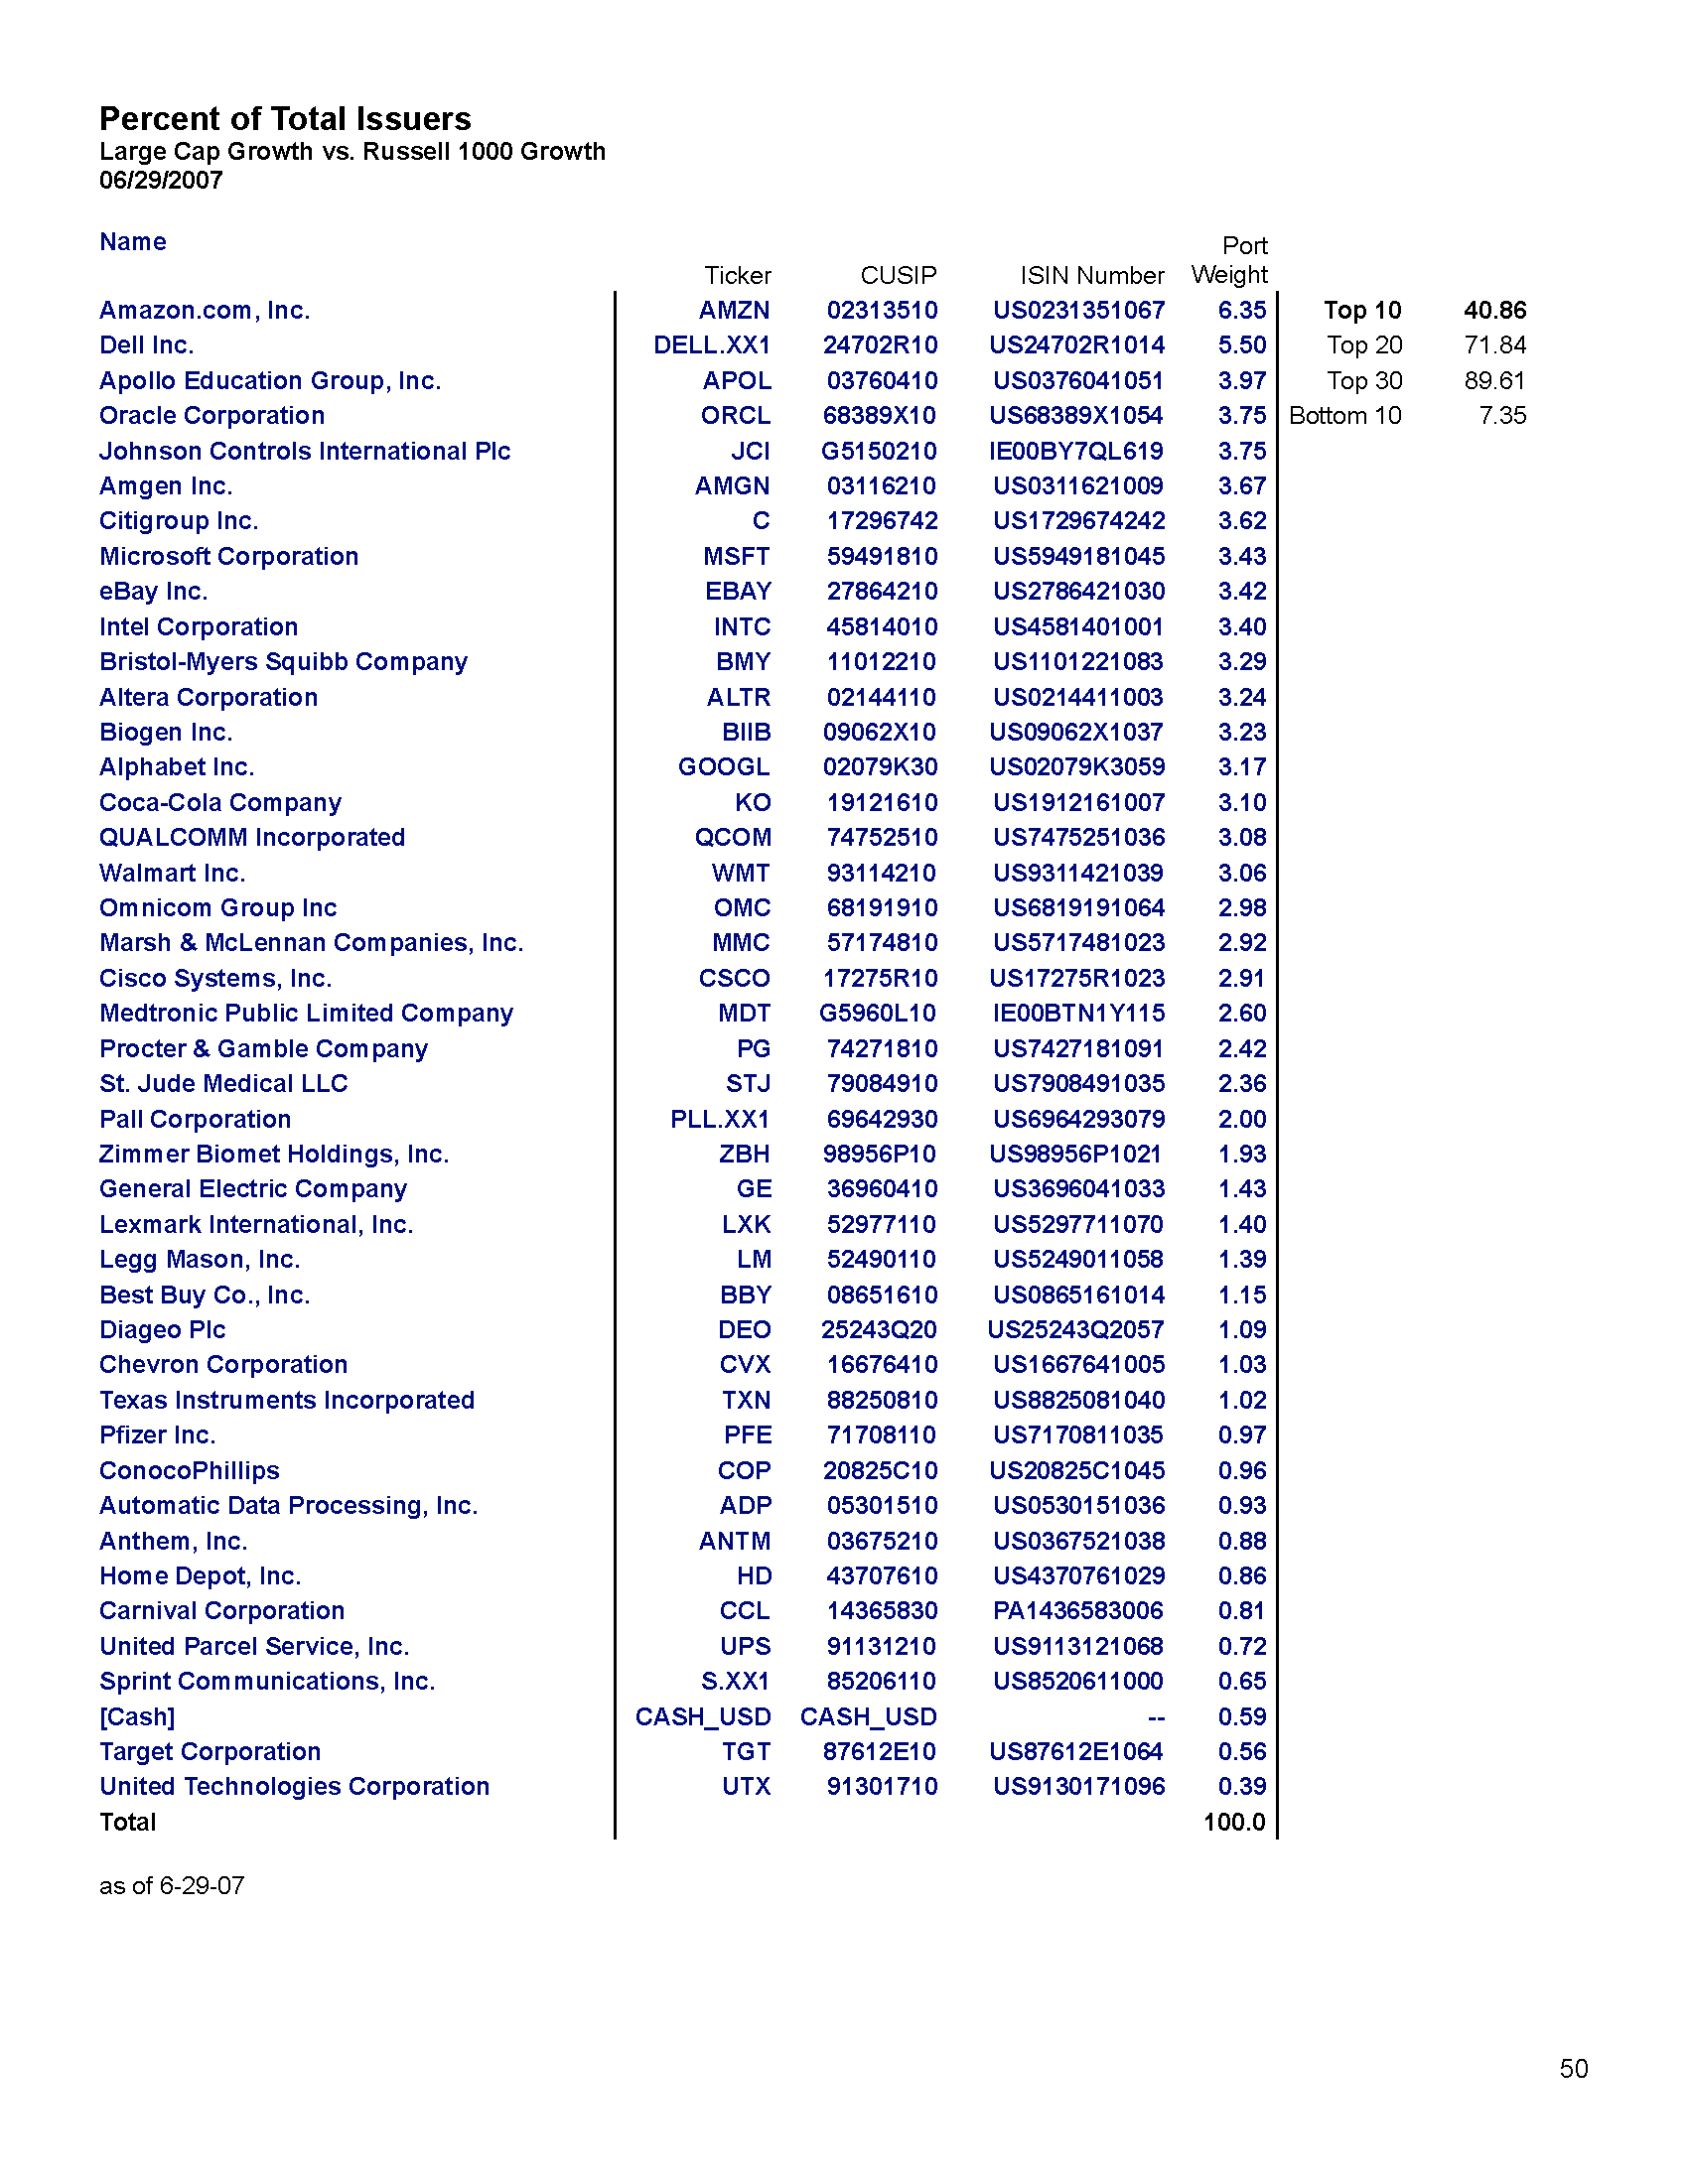 Percent of Total Issuers
Large Cap Growth vs. Russell 1000 Growth
06/29/2007
Name Ticker CUSIP ISIN Number Port Weight
Amazon.com, Inc. AMZN 02313510 US0231351067 6.35 Top 10 40.86
Dell Inc. DELL.XX1 24702R10 US24702R1014 5.50 Top 20 71.84
Apollo Education Group, Inc. APOL 03760410 US0376041051 3.97 Top 30 89.61
Oracle Corporation ORCL 68389X10 US68389X1054 3.75 Bottom 10 7.35
Johnson Controls International Plc JCI G5150210 IE00BY7QL619 3.75
Amgen Inc. AMGN 03116210 US0311621009 3.67
Citigroup Inc. C 17296742 US1729674242 3.62
Microsoft Corporation MSFT 59491810 US5949181045 3.43
eBay Inc. EBAY 27864210 US2786421030 3.42
Intel Corporation INTC 45814010 US4581401001 3.40
Bristol-Myers Squibb Company BMY 11012210 US1101221083 3.29
Altera Corporation ALTR 02144110 US0214411003 3.24
Biogen Inc. BIIB 09062X10 US09062X1037 3.23
Alphabet Inc. GOOGL 02079K30 US02079K3059 3.17
Coca-Cola Company KO 19121610 US1912161007 3.10
QUALCOMM Incorporated QCOM 74752510 US7475251036 3.08
Walmart Inc. WMT 93114210 US9311421039 3.06
Omnicom Group Inc OMC 68191910 US6819191064 2.98
Marsh & McLennan Companies, Inc. MMC 57174810 US5717481023 2.92
Cisco Systems, Inc. CSCO 17275R10 US17275R1023 2.91
Medtronic Public Limited Company MDT G5960L10 IE00BTN1Y115 2.60
Procter & Gamble Company PG 74271810 US7427181091 2.42
St. Jude Medical LLC STJ 79084910 US7908491035 2.36
Pall Corporation PLL.XX1 69642930 US6964293079 2.00
Zimmer Biomet Holdings, Inc. ZBH 98956P10 US98956P1021 1.93
General Electric Company GE 36960410 US3696041033 1.43
Lexmark International, Inc. LXK 52977110 US5297711070 1.40
Legg Mason, Inc. LM 52490110 US5249011058 1.39
Best Buy Co., Inc. BBY 08651610 US0865161014 1.15
Diageo Plc DEO 25243Q20 US25243Q2057 1.09
Chevron Corporation CVX 16676410 US1667641005 1.03
Texas Instruments Incorporated TXN 88250810 US8825081040 1.02
Pfizer Inc. PFE 71708110 US7170811035 0.97
ConocoPhillips COP 20825C10 US20825C1045 0.96
Automatic Data Processing, Inc. ADP 05301510 US0530151036 0.93
Anthem, Inc. ANTM 03675210 US0367521038 0.88
Home Depot, Inc. HD 43707610 US4370761029 0.86
Carnival Corporation CCL 14365830 PA1436583006 0.81
United Parcel Service, Inc. UPS 91131210 US9113121068 0.72
Sprint Communications, Inc. S.XX1 85206110 US8520611000 0.65
[Cash] CASH_USD CASH_USD -- 0.59
Target Corporation TGT 87612E10 US87612E1064 0.56
United Technologies Corporation UTX 91301710 US9130171096 0.39
Total 100.0
as of 6-29-07
50